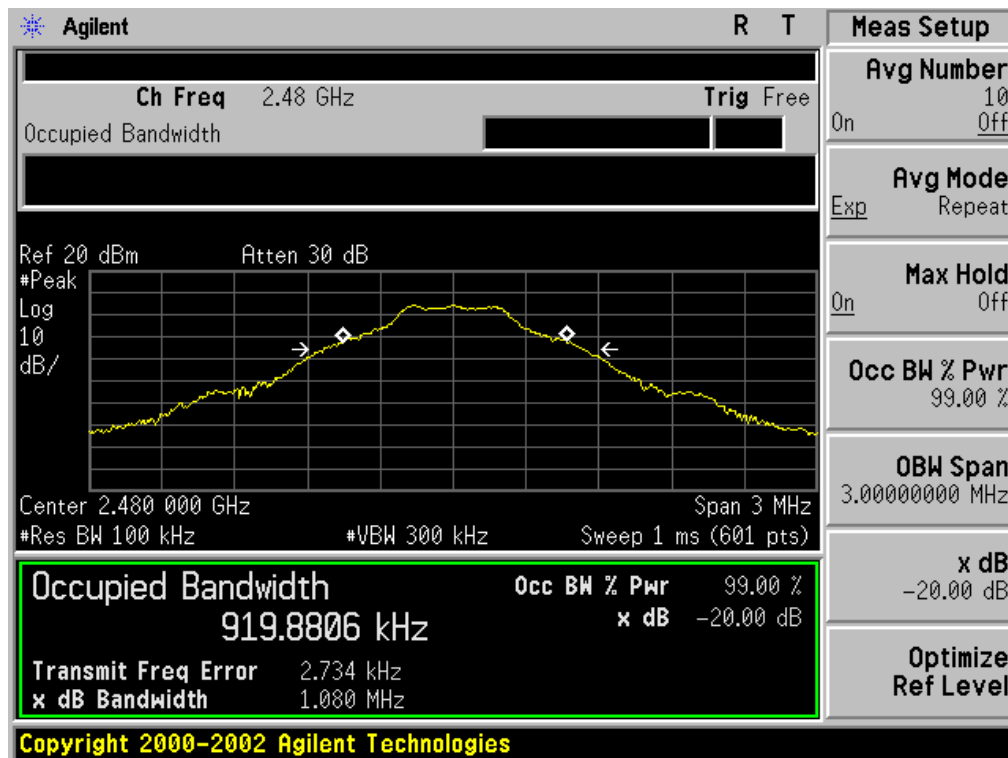 Agilent R T
Ch Freq 2.48 GHz Trig Free
Occupied Bandwidth
Ref 20 dBm Atten 30 dB
#Peak
Log
10
dB/
Center 2.480 000 GHz Span 3 MHz
#Res BW 100 kHz #VBW 300 kHz Sweep 1 ms (601 pts)
Occupied Bandwidth Occ BW % Pwr 99.00 %
919.8806 kHz x dB -20.00 dB
Transmit Freq Error 2.734 kHz
x dB Bandwidth 1.080 MHz
Copyright 2000-2002 Agilent Technologies
Meas Setup
Avg Number
10
On Off
Avg Mode
Exp Repeat
Max Hold
On Off
Occ BW % Pwr
99.00 %
OBW Span
3.00000000 MHz
x dB
-20.00 dB
Optimize
Ref Level